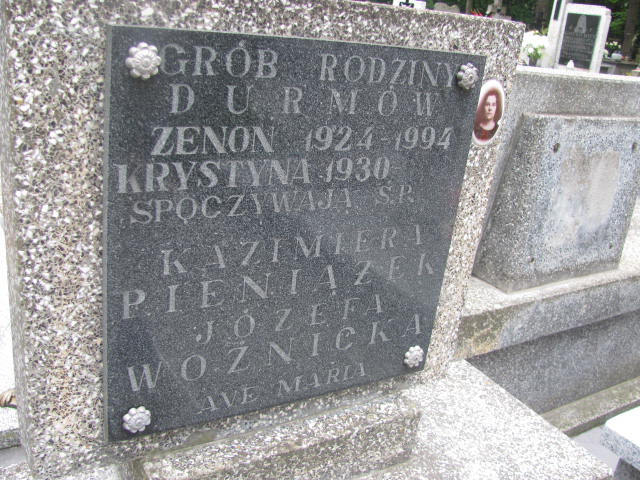 GRÓB RODZINY
DURMÓW
ZENON 1924-1994
KRYSTYNA 1930
SPOCZYWAJĄ Ś.P.
KAZIMIERA
PIENIĄŻEK
JÓZEFA
WOŹNICKA
AVE MARIA